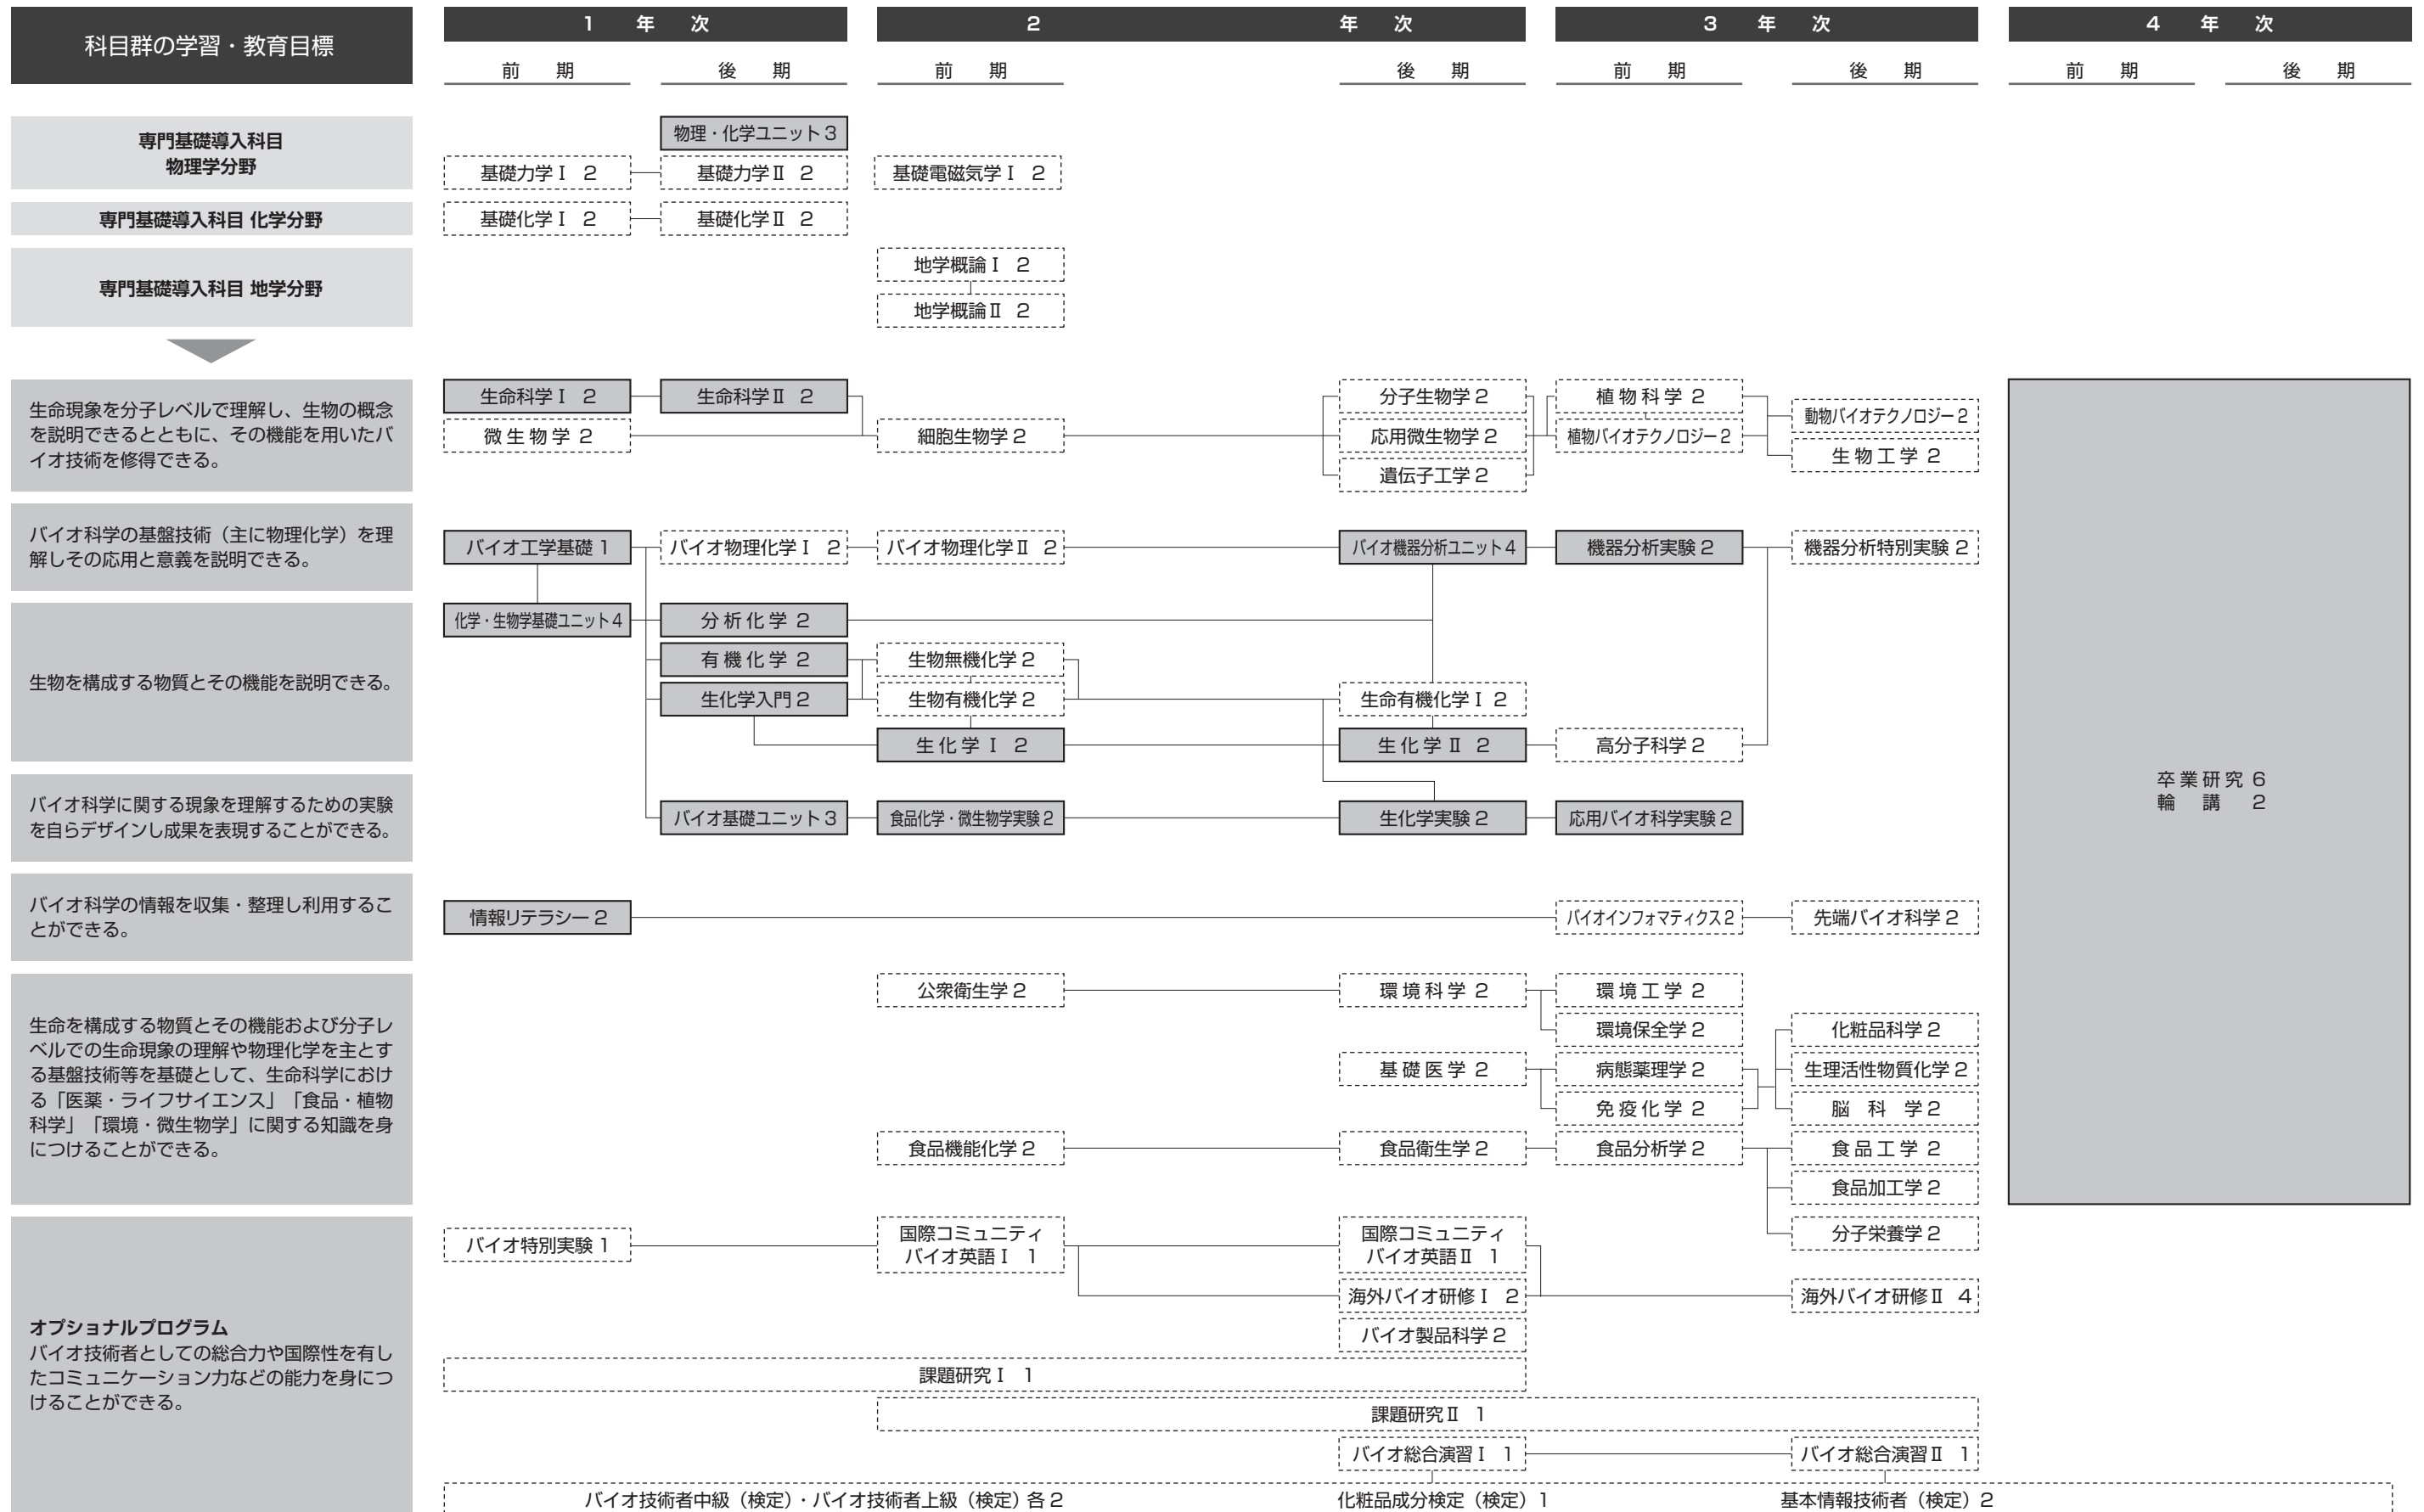 科目群の学習・教育目標
1 年 次
2 年 次
3 年 次
4 年 次
前 期
後 期
前 期
後 期
前 期
後 期
前 期
後 期
専門基礎導入科目
物理学分野
物理・化学ユニット 3
基礎力学Ⅰ 2
基礎力学Ⅱ 2
基礎電磁気学Ⅰ 2
専門基礎導入科目 化学分野
基礎化学Ⅰ 2
基礎化学Ⅱ 2
専門基礎導入科目 地学分野
地学概論Ⅰ 2
地学概論Ⅱ 2
生命現象を分子レベルで理解し、生物の概念
を説明できるとともに、その機能を用いたバ
イオ技術を修得できる。
生命科学Ⅰ 2
生命科学Ⅱ 2
分子生物学 2
植物科学 2
動物バイオテクノロジー 2
微生物学 2
細胞生物学 2
応用微生物学 2
植物バイオテクノロジー 2
生物工学 2
遺伝子工学 2
バイオ科学の基盤技術（主に物理化学）を理
解しその応用と意義を説明できる。
バイオ工学基礎 1
バイオ物理化学Ⅰ 2
バイオ物理化学Ⅱ 2
バイオ機器分析ユニット 4
機器分析実験 2
機器分析特別実験 2
生物を構成する物質とその機能を説明できる。
化学・生物学基礎ユニット 4
分析化学 2
有機化学 2
生物無機化学 2
生化学入門 2
生物有機化学 2
生命有機化学Ⅰ 2
生化学Ⅰ 2
生化学Ⅱ 2
高分子科学 2
バイオ科学に関する現象を理解するための実験
を自らデザインし成果を表現することができる。
バイオ基礎ユニット 3
食品化学・微生物学実験 2
生化学実験 2
応用バイオ科学実験 2
卒業研究 6
輪 講 2
バイオ科学の情報を収集・整理し利用するこ
とができる。
情報リテラシー 2
バイオインフォマティクス 2
先端バイオ科学 2
生命を構成する物質とその機能および分子レ
ベルでの生命現象の理解や物理化学を主とす
る基盤技術等を基礎として、生命科学におけ
る「医薬・ライフサイエンス」「食品・植物
科学」「環境・微生物学」に関する知識を身
につけることができる。
公衆衛生学 2
環境科学 2
環境工学 2
環境保全学 2
化粧品科学 2
基礎医学 2
病態薬理学 2
生理活性物質化学 2
免疫化学 2
脳 科 学 2
食品機能化学 2
食品衛生学 2
食品分析学 2
食品工学 2
食品加工学 2
分子栄養学 2
オプショナルプログラム
バイオ技術者としての総合力や国際性を有し
たコミュニケーション力などの能力を身につ
けることができる。
バイオ特別実験 1
国際コミュニティ
バイオ英語Ⅰ 1
国際コミュニティ
バイオ英語Ⅱ 1
海外バイオ研修Ⅰ 2
海外バイオ研修Ⅱ 4
バイオ製品科学 2
課題研究Ⅰ 1
課題研究Ⅱ 1
バイオ総合演習Ⅰ 1
バイオ総合演習Ⅱ 1
バイオ技術者中級（検定）・バイオ技術者上級（検定）各 2
化粧品成分検定（検定）1
基本情報技術者（検定）2